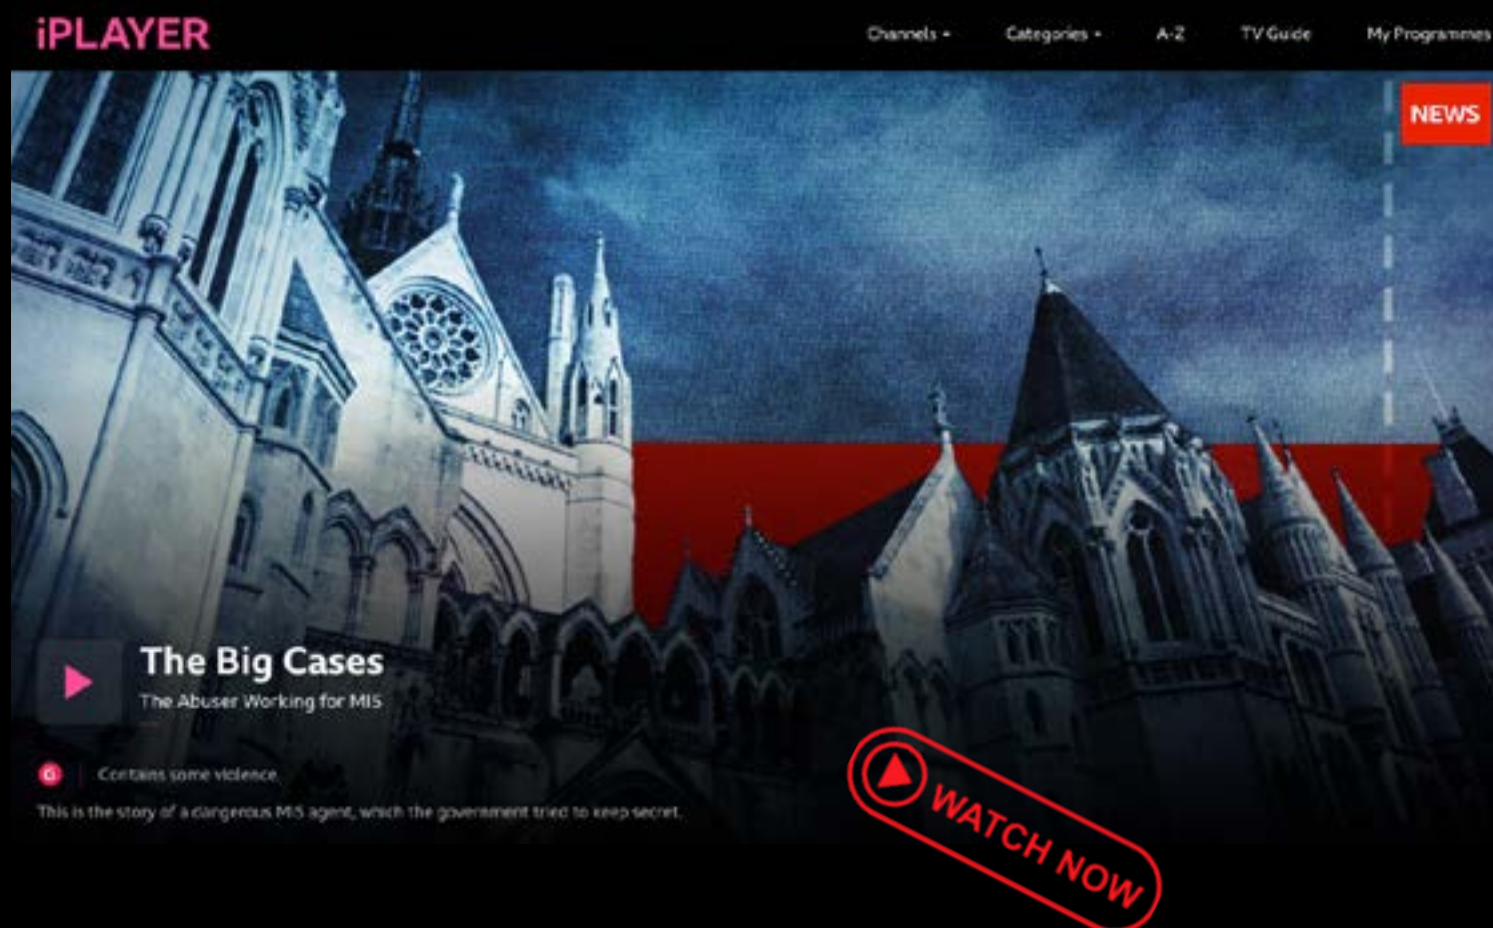 iPLAYER
Channels
Categories
A-Z
TV Guide
My Programmes
NEWS
The Big Cases
The Abuser Working for MI5
G
Contains some violence.
This is the story of a dangerous MI5 agent, which the government tried to keep secret.
WATCH NOW